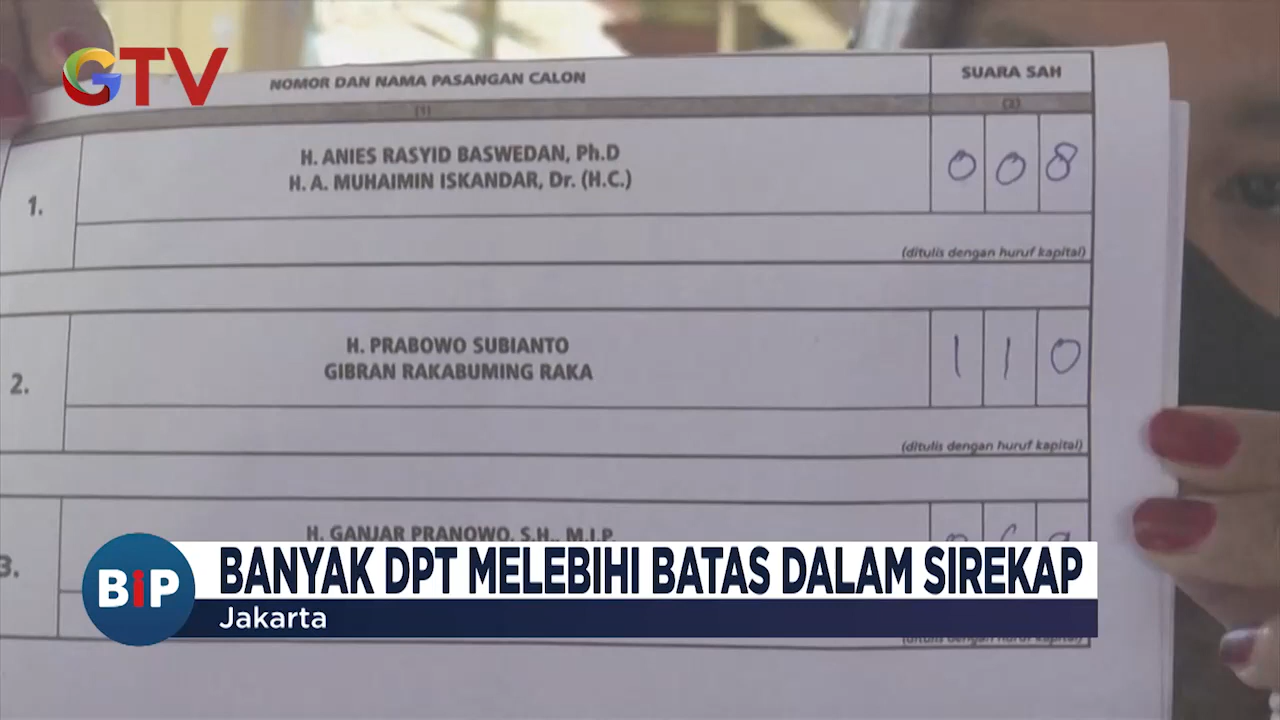 GTV
NOMOR DAN NAMA PASANGAN CALON
SUARA SAH
(1)
(2)
1.
H. ANIES RASYID BASWEDAN, Ph.D
H. A. MUHAIMIN ISKANDAR, Dr. (H.C.)
008
(ditulis dengan huruf kapital)
2.
H. PRABOWO SUBIANTO
GIBRAN RAKABUMING RAKA
110
(ditulis dengan huruf kapital)
3.
H. GANJAR PRANOWO, S.H., M.I.P.
BiP
BANYAK DPT MELEBIHI BATAS DALAM SIREKAP
Jakarta